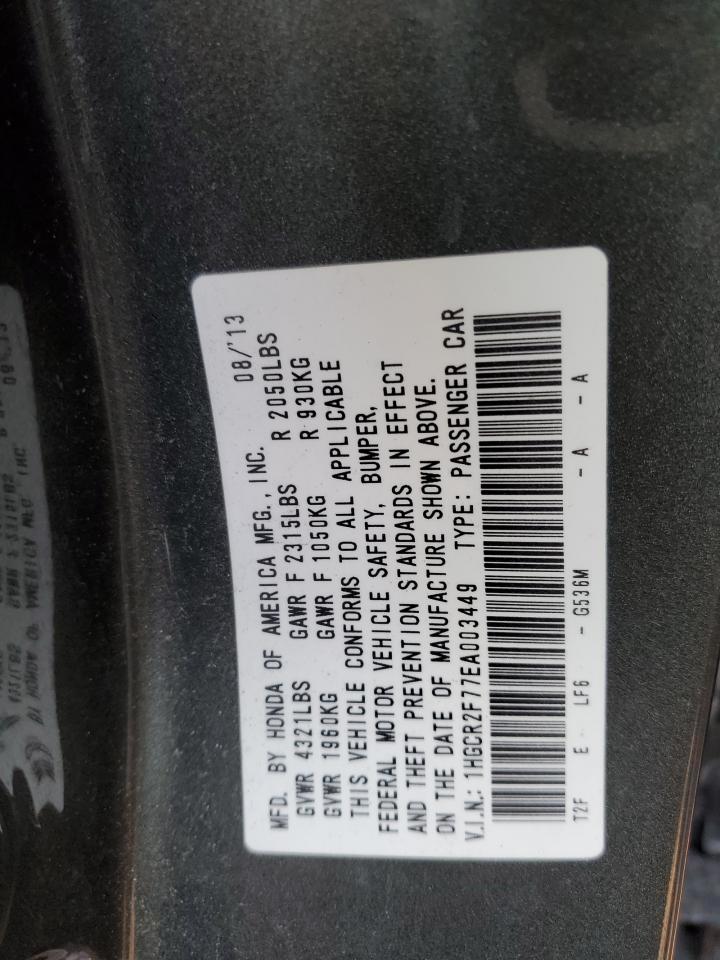 MFD. BY HONDA OF AMERICA MFG., INC. 08/'13
GVWR 4321LBS GAWR F 2315LBS R 2050LBS
GVWR 1960KG GAWR F 1050KG R 930KG
THIS VEHICLE CONFORMS TO ALL APPLICABLE
FEDERAL MOTOR VEHICLE SAFETY, BUMPER,
AND THEFT PREVENTION STANDARDS IN EFFECT
ON THE DATE OF MANUFACTURE SHOWN ABOVE.
V.I.N.: 1HGCR2F77EA003449 TYPE: PASSENGER CAR
T2F E LF6 - G536M -A -A